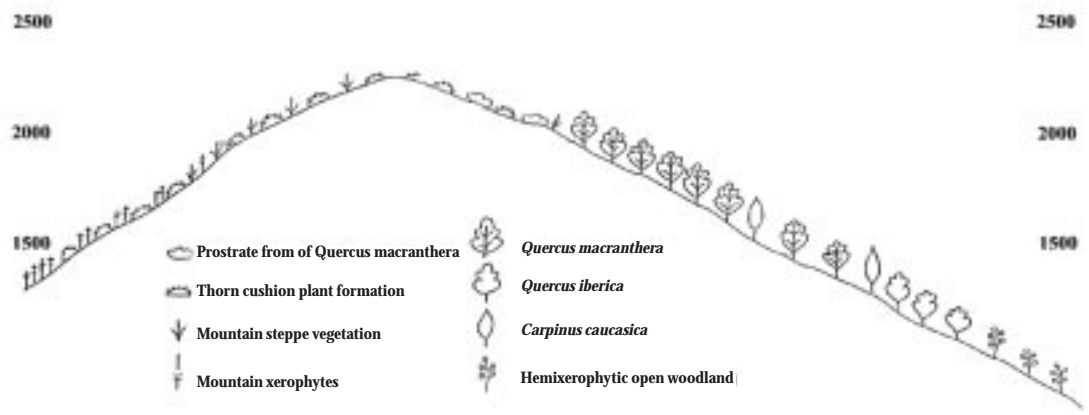 2500
2500
2000
2000
1500
1500
Prostrate from of Quercus macranthera
Thorn cushion plant formation
Mountain steppe vegetation
Mountain xerophytes
Quercus macranthera
Quercus iberica
Carpinus caucasica
Hemixerophytic open woodland